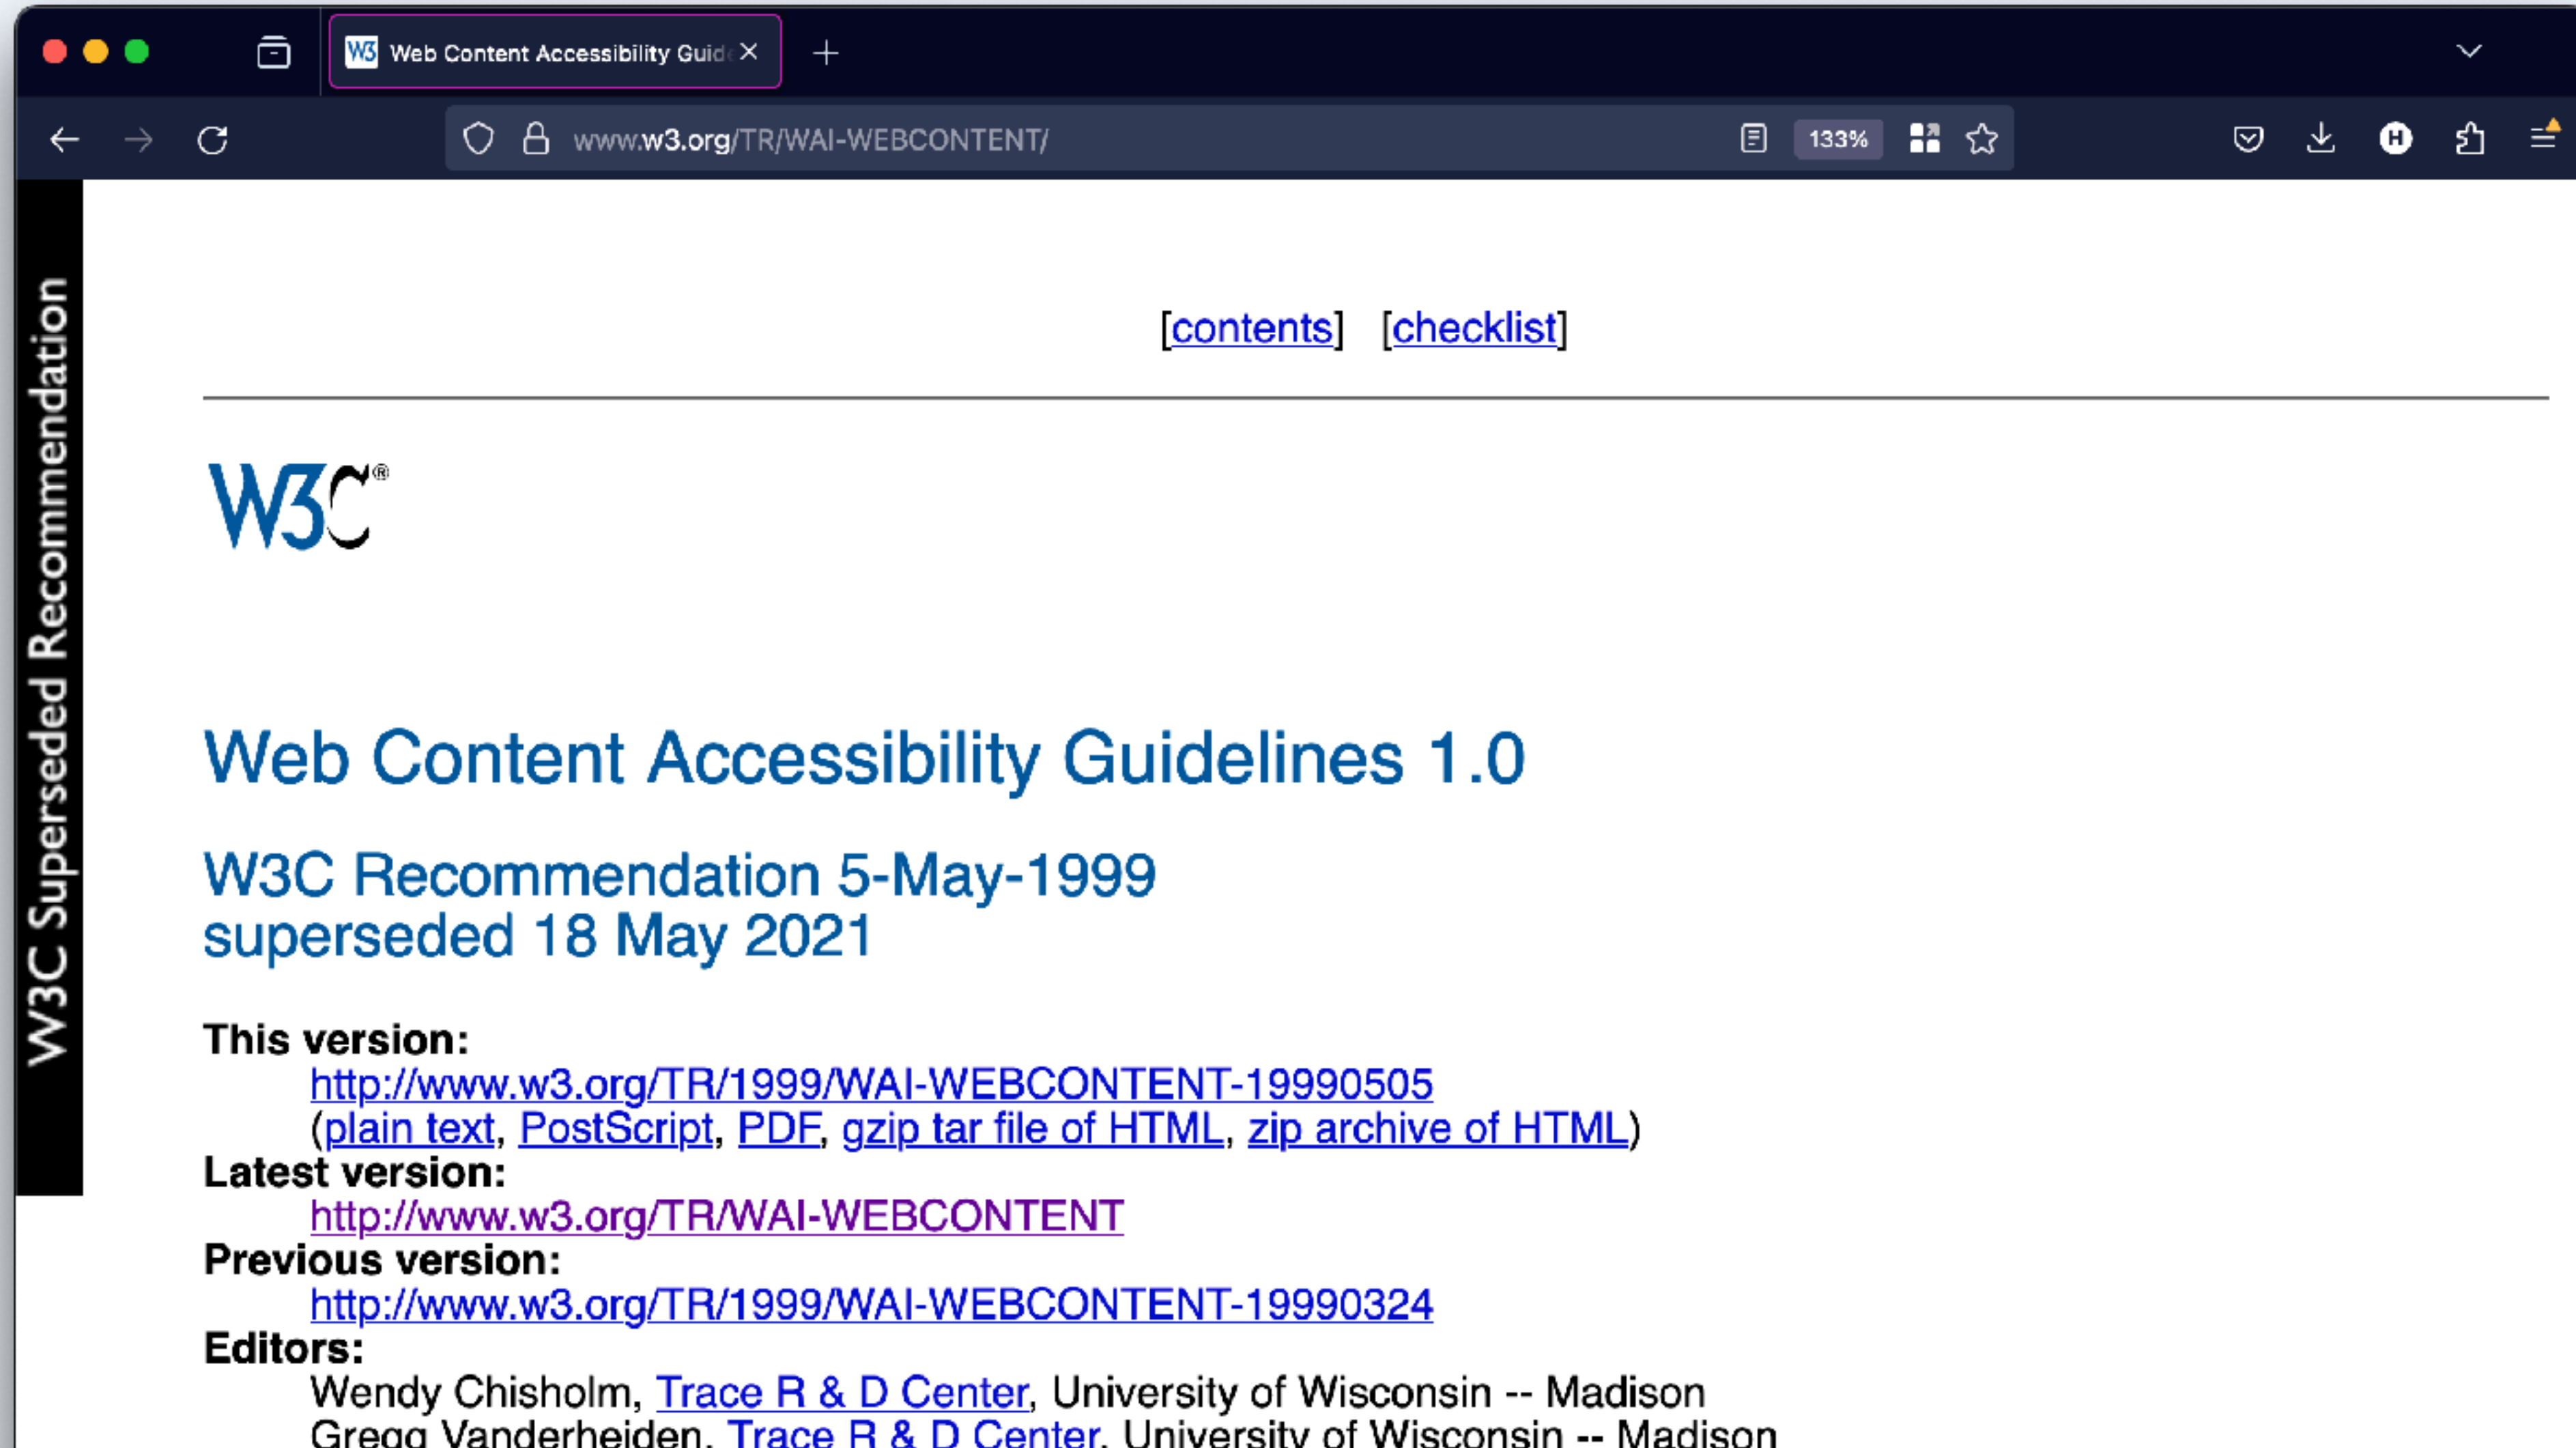 Web Content Accessibility Guid
www.w3.org/TR/WAI-WEBCONTENT/
133%
H
W3C Superseded Recommendation
[contents] [checklist]
W3C®
Web Content Accessibility Guidelines 1.0
W3C Recommendation 5-May-1999
superseded 18 May 2021
This version:
http://www.w3.org/TR/1999/WAI-WEBCONTENT-19990505
(plain text, PostScript, PDF, gzip tar file of HTML, zip archive of HTML)
Latest version:
http://www.w3.org/TR/WAI-WEBCONTENT
Previous version:
http://www.w3.org/TR/1999/WAI-WEBCONTENT-19990324
Editors:
Wendy Chisholm, Trace R & D Center, University of Wisconsin -- Madison
Gregg Vanderheiden, Trace R & D Center, University of Wisconsin -- Madison